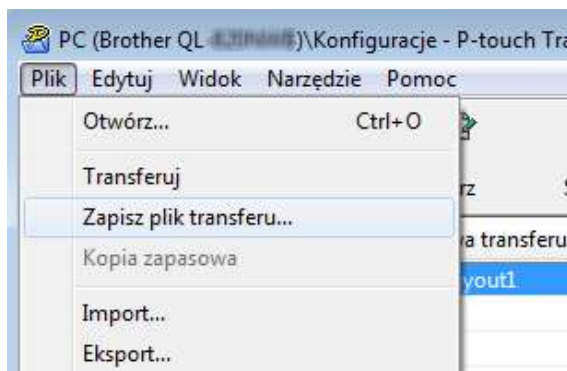 PC (Brother QL )\Konfiguracje - P-touch Tra
Plik Edytuj Widok Narzędzie Pomoc
Otwórz... Ctrl+O
Transferuj
rz
Zapisz plik transferu...
Kopia zapasowa
a transferu
yout1
Import...
Eksport...